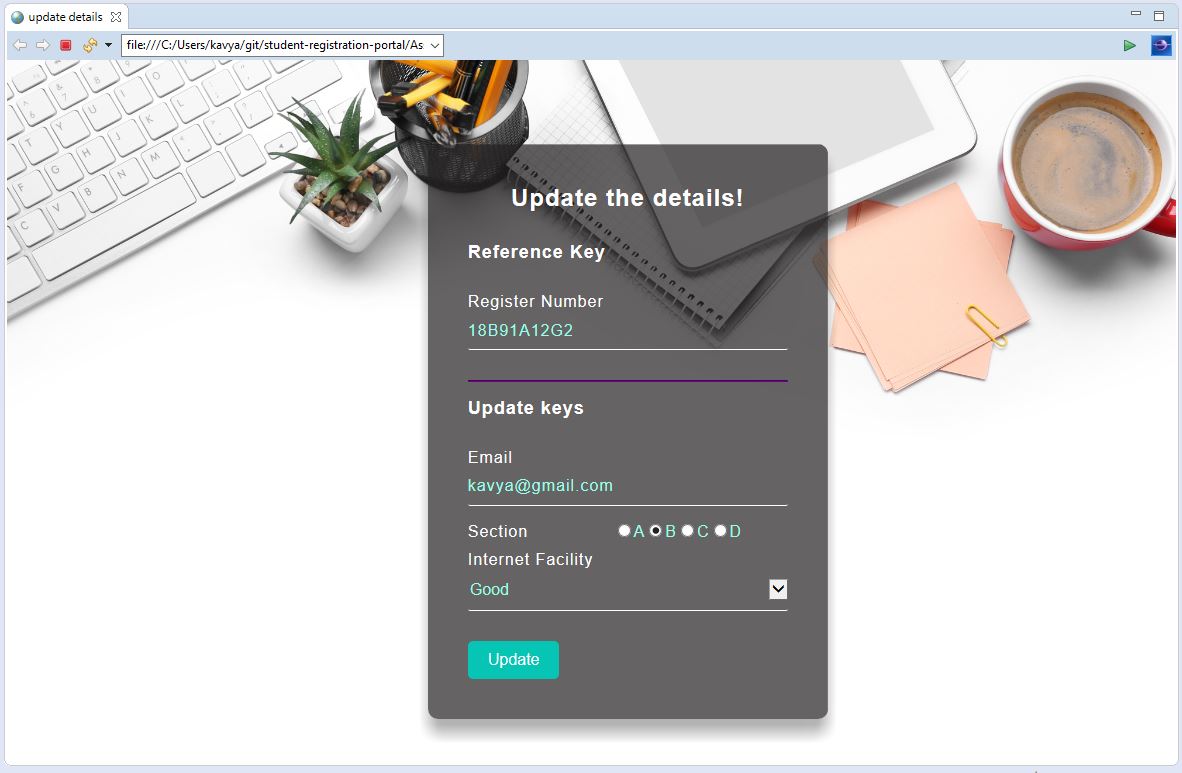 update details
file:///C:/Users/kavya/git/student-registration-portal/As
Update the details!
Reference Key
Register Number
18B91A12G2
Update keys
Email
kavya@gmail.com
Section A B C D
Internet Facility
Good
Update